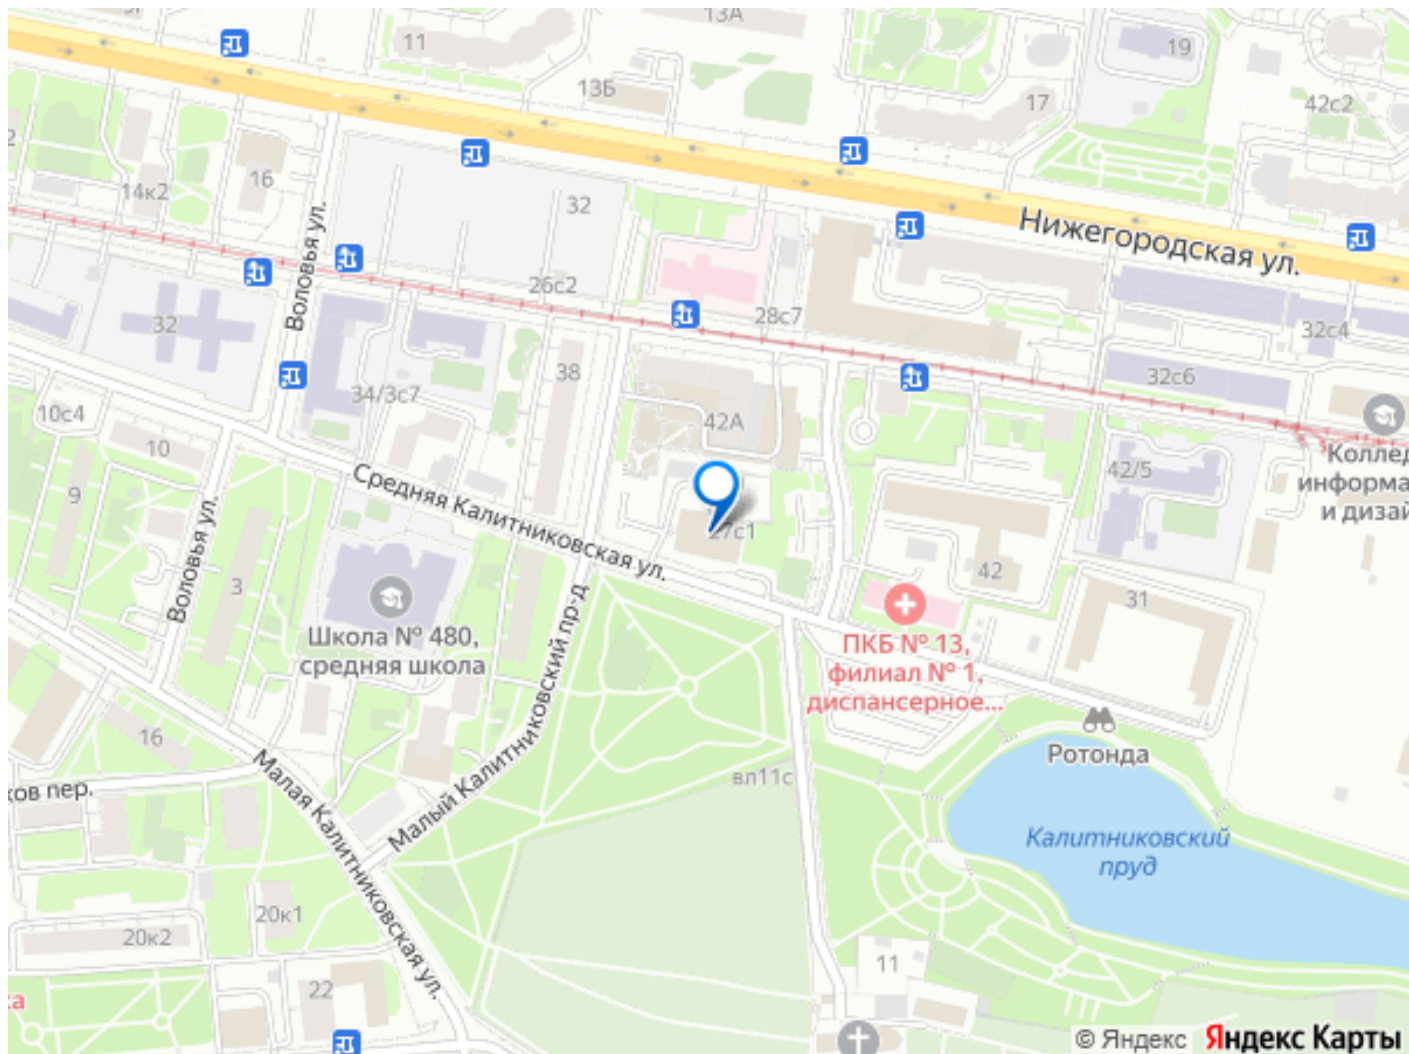 13А
11
19
13Б
17
42с2
16
14к2
32
Нижегородская ул.
Воловья ул.
26с2
28с7
32
32с4
38
32с6
34/3с7
10с4
42А
10
Коллед
информа
и дизай
42/5
9
Средняя Калитниковская ул.
27с1
Воловья ул.
3
42
31
Школа № 480,
средняя школа
ПКБ № 13,
филиал № 1,
диспансерное...
Малый Калитниковский пр-д
16
Ротонда
ков пер.
вл11с
Малая Калитниковская ул.
Калитниковский
пруд
20к1
20к2
11
22
ка
© Яндекс Яндекс Карты